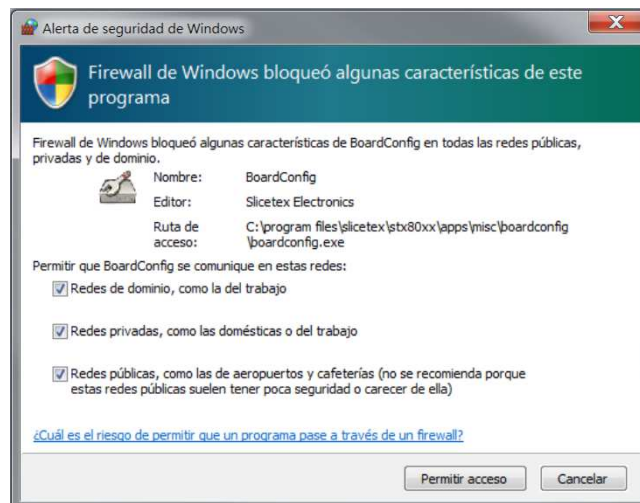 Alerta de seguridad de Windows
Firewall de Windows bloqueó algunas características de este
programa
Firewall de Windows bloqueó algunas características de BoardConfig en todas las redes públicas,
privadas y de dominio.
Nombre: BoardConfig
Editor: Slicetex Electronics
Ruta de acceso: C:\program files\slicetex\stx80xx\apps\misc\boardconfig
\boardconfig.exe
Permitir que BoardConfig se comunique en estas redes:
Redes de dominio, como la del trabajo
Redes privadas, como las domésticas o del trabajo
Redes públicas, como las de aeropuertos y cafeterías (no se recomienda porque
estas redes públicas suelen tener poca seguridad o carecer de ella)
¿Cuál es el riesgo de permitir que un programa pase a través de un firewall?
Permitir acceso Cancelar